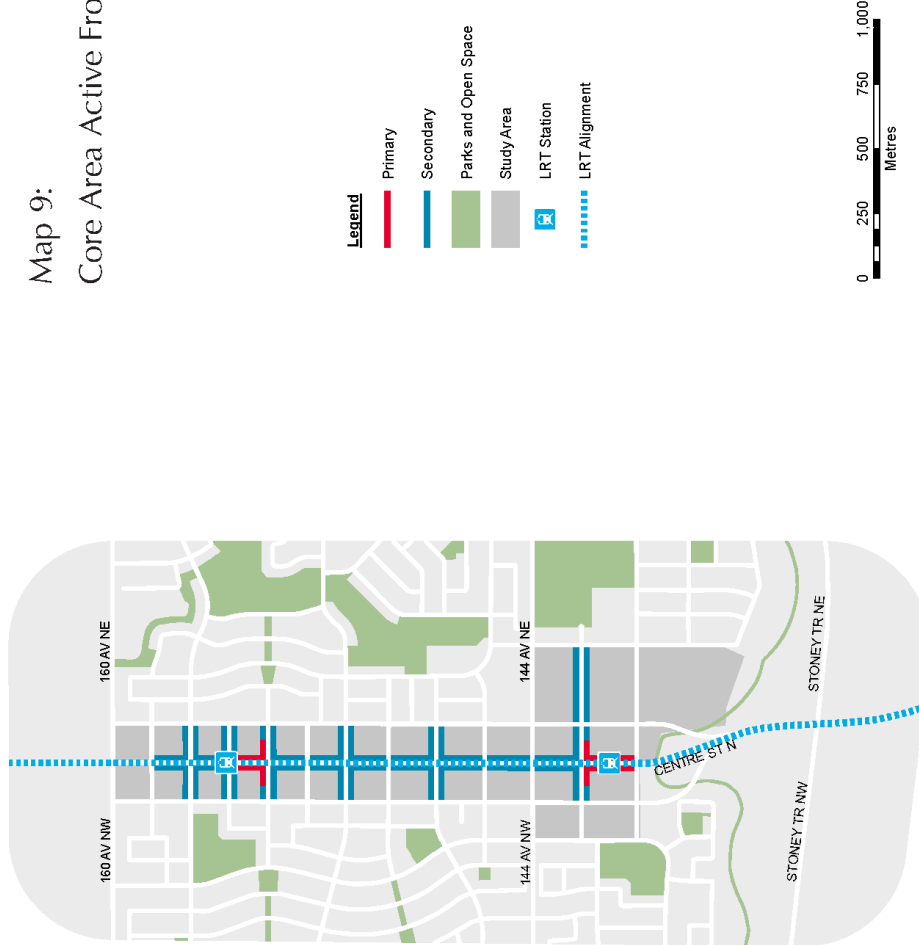 Map 9:
Core Area Active Fro
Legend
Primary
Secondary
Parks and Open Space
Study Area
LRT Station
LRT Alignment
0 250 500 750 1,000
Metres
160 AV NW
160 AV NE
144 AV NW
144 AV NE
CENTRE ST N
STONEY TR NW
STONEY TR NE